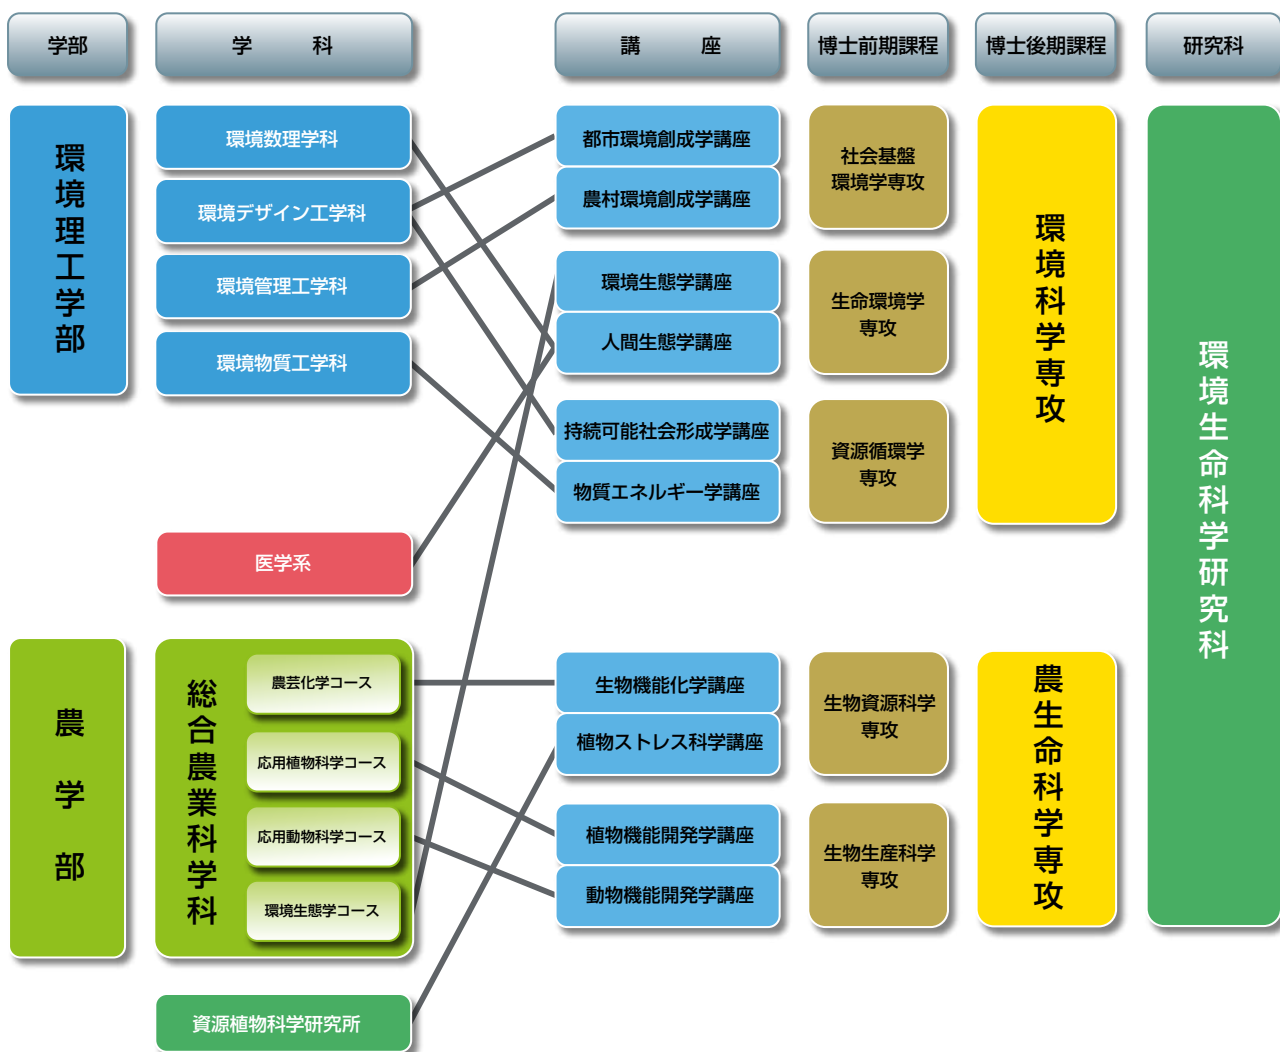 学部
学科
講座
博士前期課程
博士後期課程
研究科
環境理工学部
環境数理学科
環境デザイン工学科
環境管理工学科
環境物質工学科
医学系
農学部
総合農業科学科
農芸化学コース
応用植物科学コース
応用動物科学コース
環境生態学コース
資源植物科学研究所
都市環境創成学講座
農村環境創成学講座
環境生態学講座
人間生態学講座
持続可能社会形成学講座
物質エネルギー学講座
生物機能化学講座
植物ストレス科学講座
植物機能開発学講座
動物機能開発学講座
社会基盤
環境学専攻
生命環境学
専攻
資源循環学
専攻
生物資源科学
専攻
生物生産科学
専攻
環境科学専攻
農生命科学専攻
環境生命科学研究科